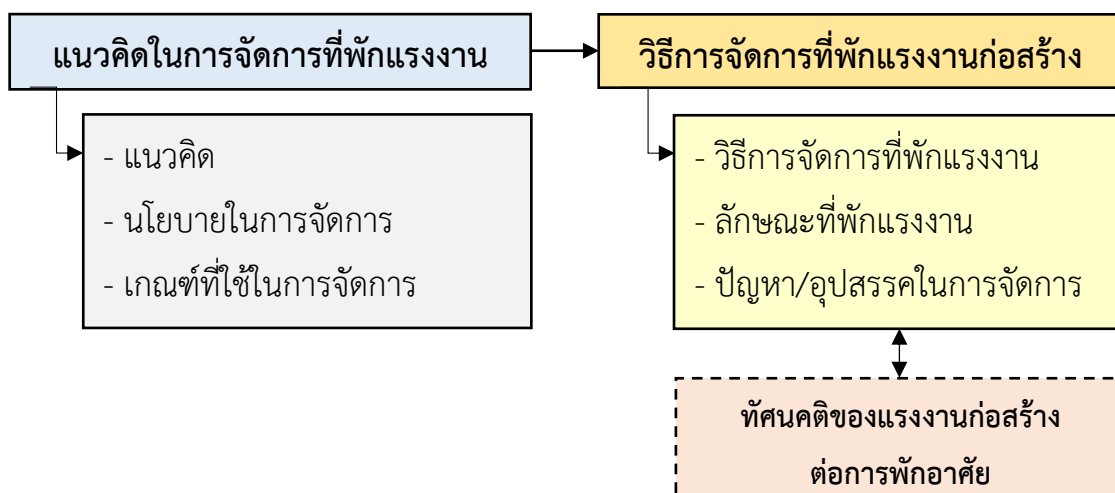 แนวคิดในการจัดการที่พักแรงงาน
วิธีการจัดการที่พักแรงงานก่อสร้าง
- แนวคิด
- นโยบายในการจัดการ
- เกณฑ์ที่ใช้ในการจัดการ
- วิธีการจัดการที่พักแรงงาน
- ลักษณะที่พักแรงงาน
- ปัญหา/อุปสรรคในการจัดการ
ทัศนคติของแรงงานก่อสร้าง
ต่อการพักอาศัย